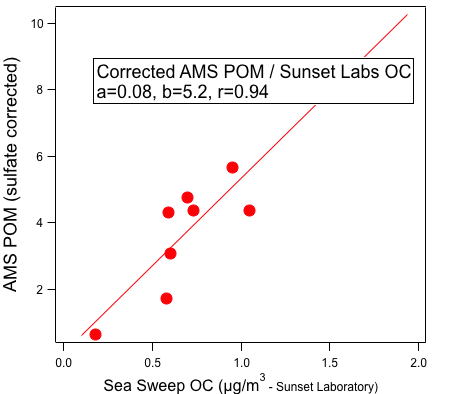 10
8
6
4
2
AMS POM (sulfate corrected)
Corrected AMS POM / Sunset Labs OC
a=0.08, b=5.2, r=0.94
0.0 0.5 1.0 1.5 2.0
Sea Sweep OC (µg/m³ - Sunset Laboratory)